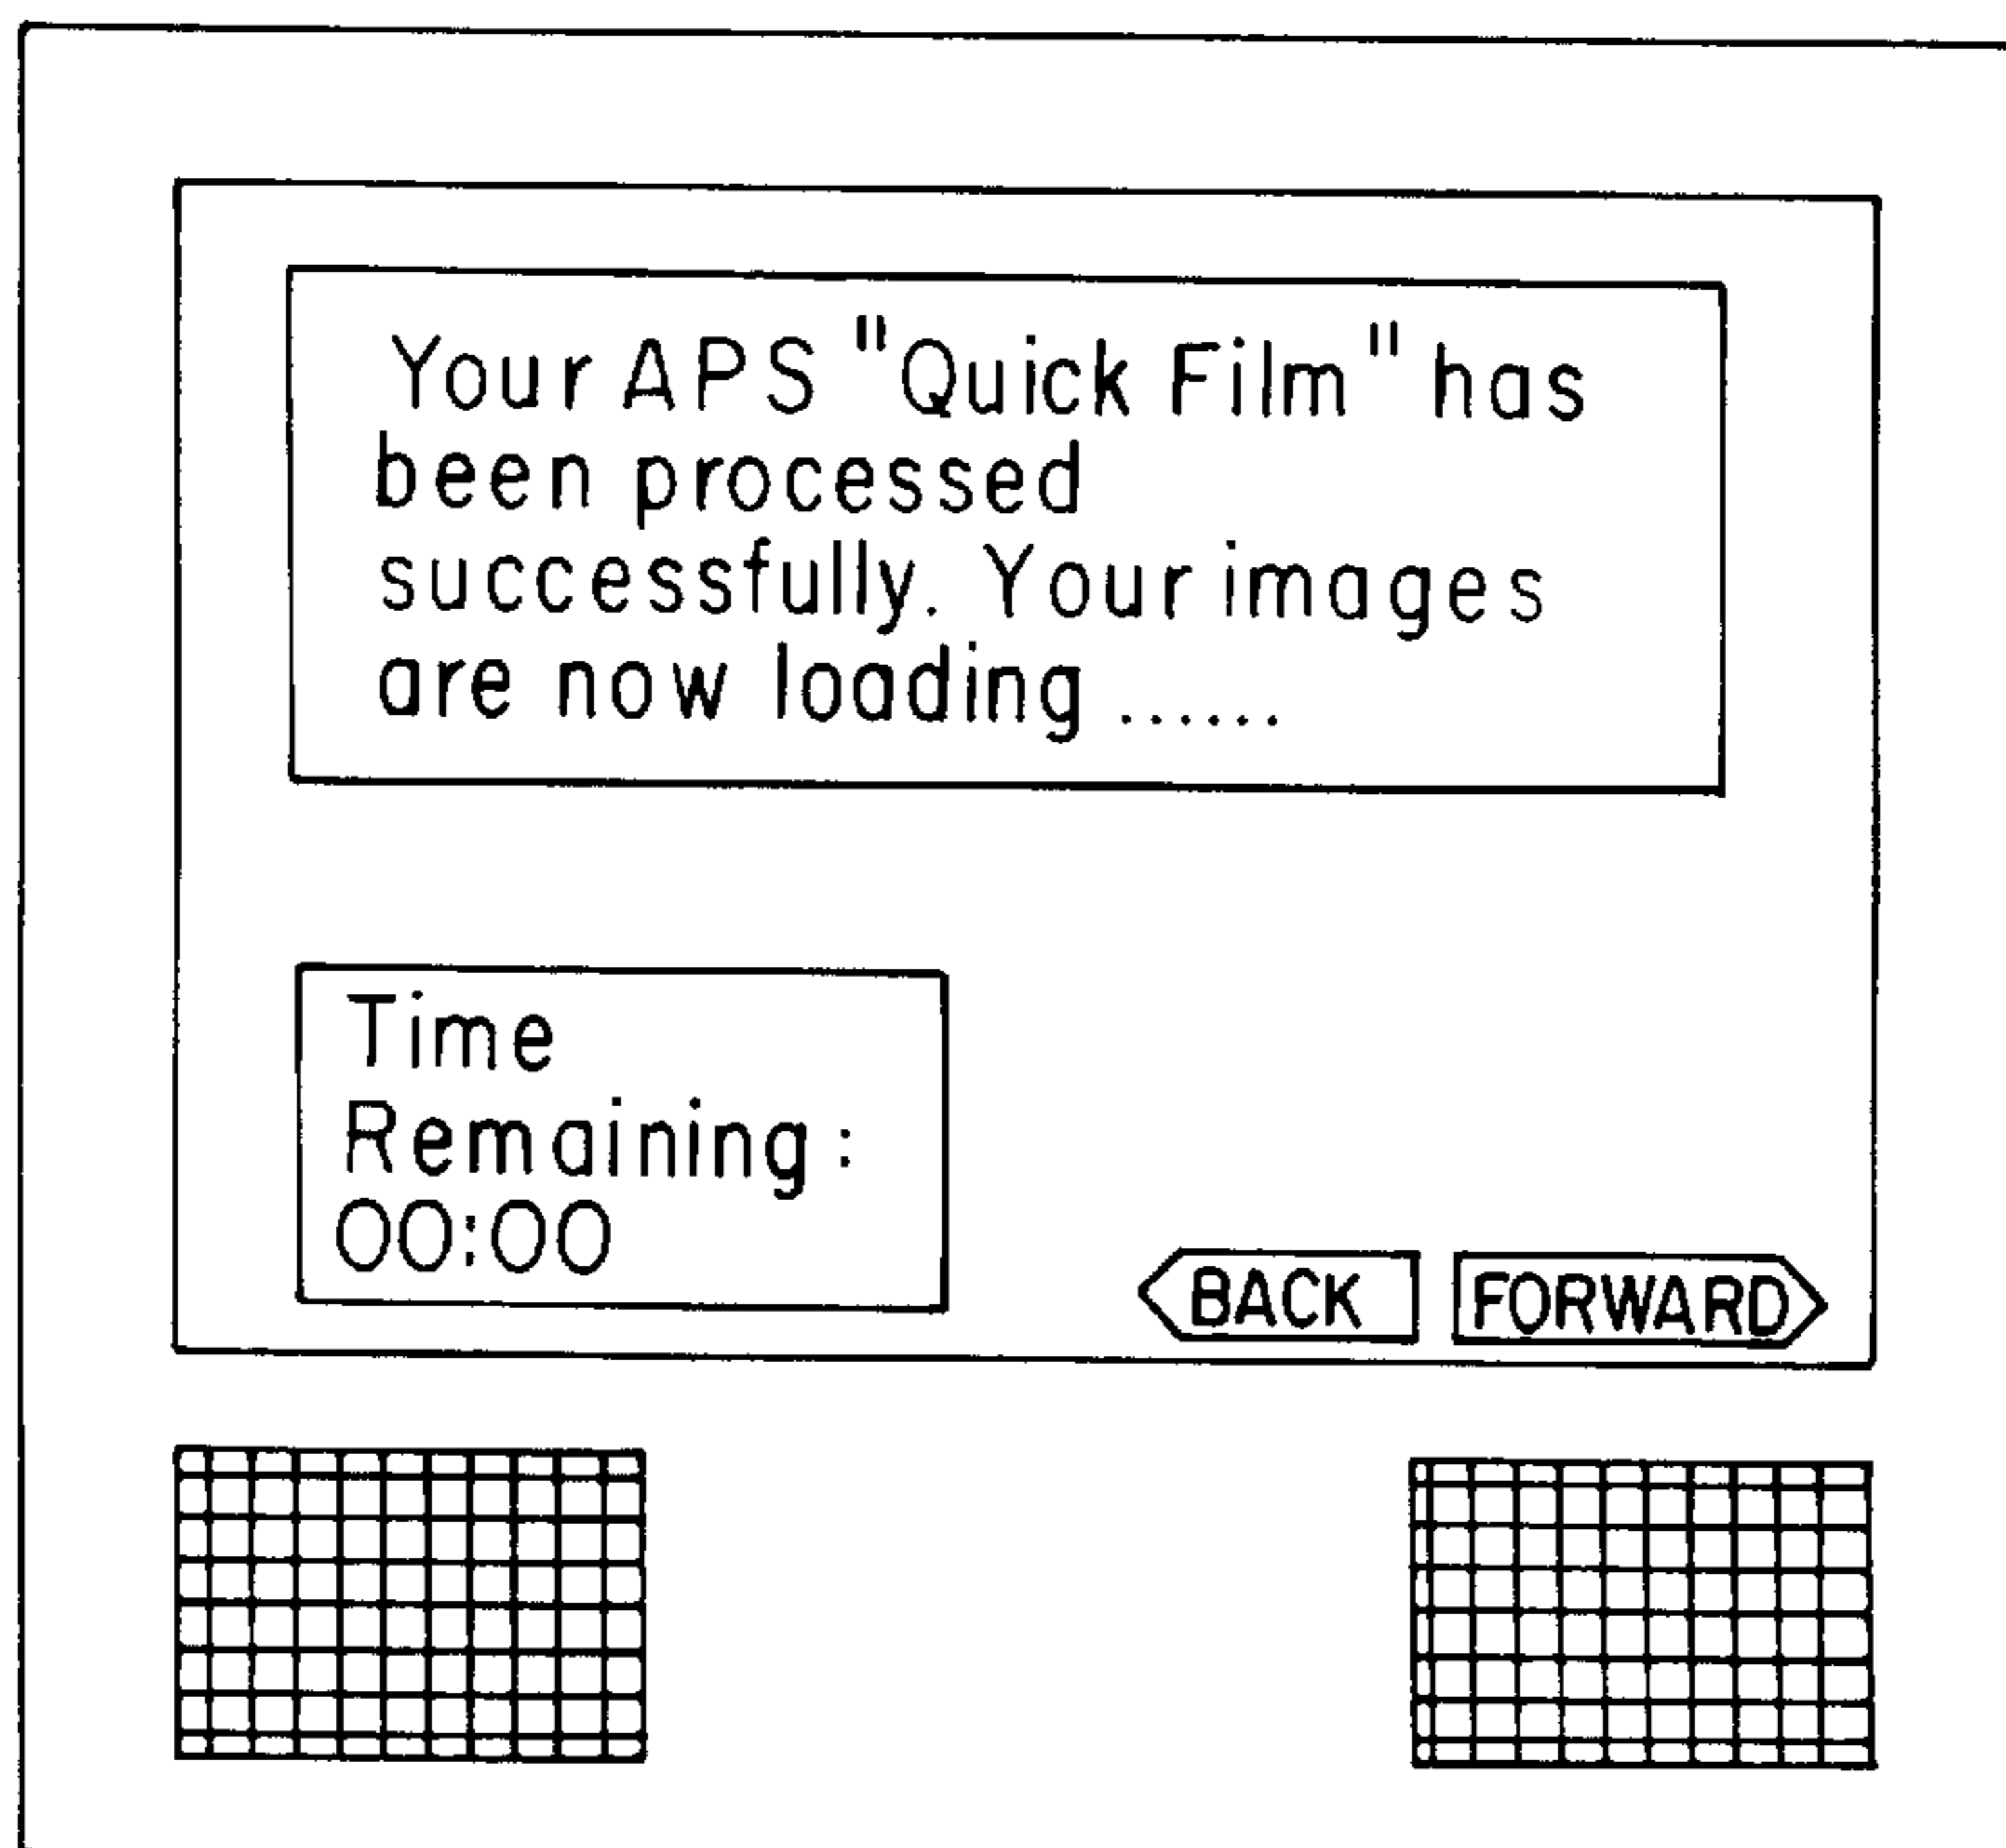 Your APS "Quick Film" has
been processed
successfully. Your images
are now loading ......
Time
Remaining:
00:00
BACK
FORWARD